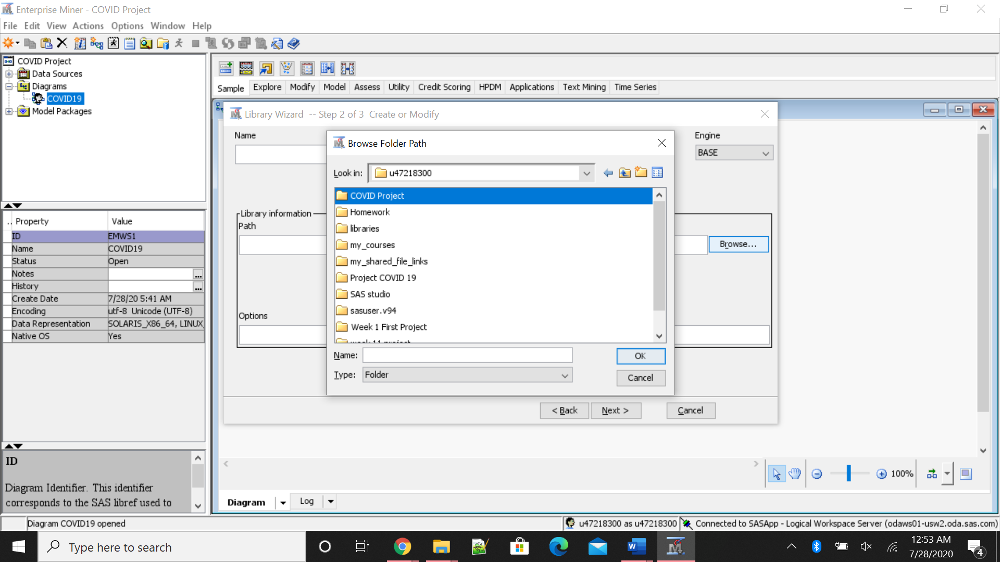 Enterprise Miner - COVID Project
File Edit View Actions Options Window Help
COVID Project
Data Sources
Diagrams
COVID19
Model Packages
Sample Explore Modify Model Assess Utility Credit Scoring HPDM Applications Text Mining Time Series
Library Wizard -- Step 2 of 3 Create or Modify
Name
Engine
BASE
Browse Folder Path
Look in: u47218300
COVID Project
Homework
libraries
my_courses
my_shared_file_links
Project COVID 19
SAS studio
sasuser.v94
Week 1 First Project
week 11 project
Name:
OK
Type: Folder
Cancel
Library information
Path
Browse...
Options
< Back Next > Cancel
.. Property Value
ID EMWS1
Name COVID19
Status Open
Notes ...
History ...
Create Date 7/28/20 5:41 AM
Encoding utf-8 Unicode (UTF-8)
Data Representation SOLARIS_X86_64, LINUX
Native OS Yes
ID
Diagram Identifier. This identifier
corresponds to the SAS libref used to
100%
Diagram Log
Diagram COVID19 opened
u47218300 as u47218300
Connected to SASApp - Logical Workspace Server (odaws01-usw2.oda.sas.com)
Type here to search
12:53 AM
7/28/2020
4